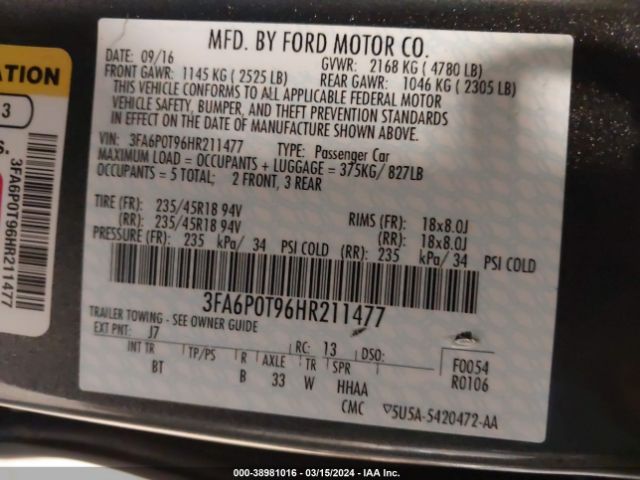 MFD. BY FORD MOTOR CO.
DATE: 09/16 GVWR: 2168 KG ( 4780 LB)
FRONT GAWR: 1145 KG ( 2525 LB) REAR GAWR: 1046 KG ( 2305 LB)
THIS VEHICLE CONFORMS TO ALL APPLICABLE FEDERAL MOTOR
VEHICLE SAFETY, BUMPER, AND THEFT PREVENTION STANDARDS
IN EFFECT ON THE DATE OF MANUFACTURE SHOWN ABOVE.
VIN: 3FA6P0T96HR211477 TYPE: Passenger Car
MAXIMUM LOAD = OCCUPANTS + LUGGAGE = 375KG/ 827LB
OCCUPANTS = 5 TOTAL: 2 FRONT, 3 REAR
TIRE (FR): 235/45R18 94V RIMS (FR): 18x8.0J
(RR): 235/45R18 94V (RR): 18x8.0J
PRESSURE (FR): 235 kPa/ 34 PSI COLD (RR): 235 kPa/ 34 PSI COLD
3FA6P0T96HR211477
TRAILER TOWING - SEE OWNER GUIDE
EXT PNT: J7 RC: 13 DSO: F0054
INT TR TP/PS R AXLE TR SPR R0106
BT B 33 W HHAA
CMC 5U5A-5420472-AA
ATION
3
S.
3FA6P0T96HR211477
000-38981016 - 03/15/2024 - IAA Inc.